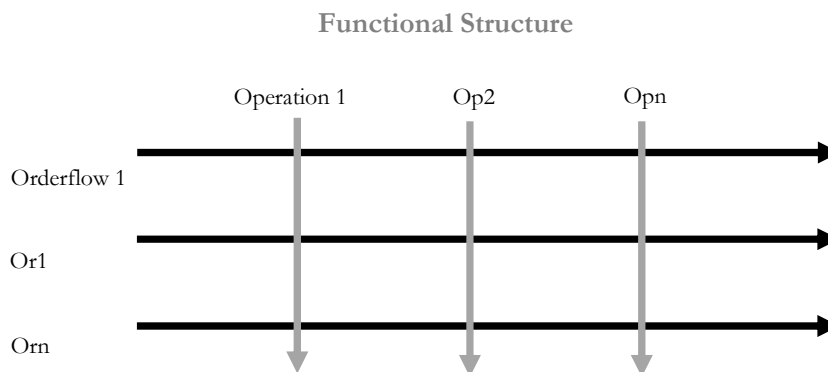 Functional Structure
Operation 1 Op2 Opn
Orderflow 1
Or1
Orn